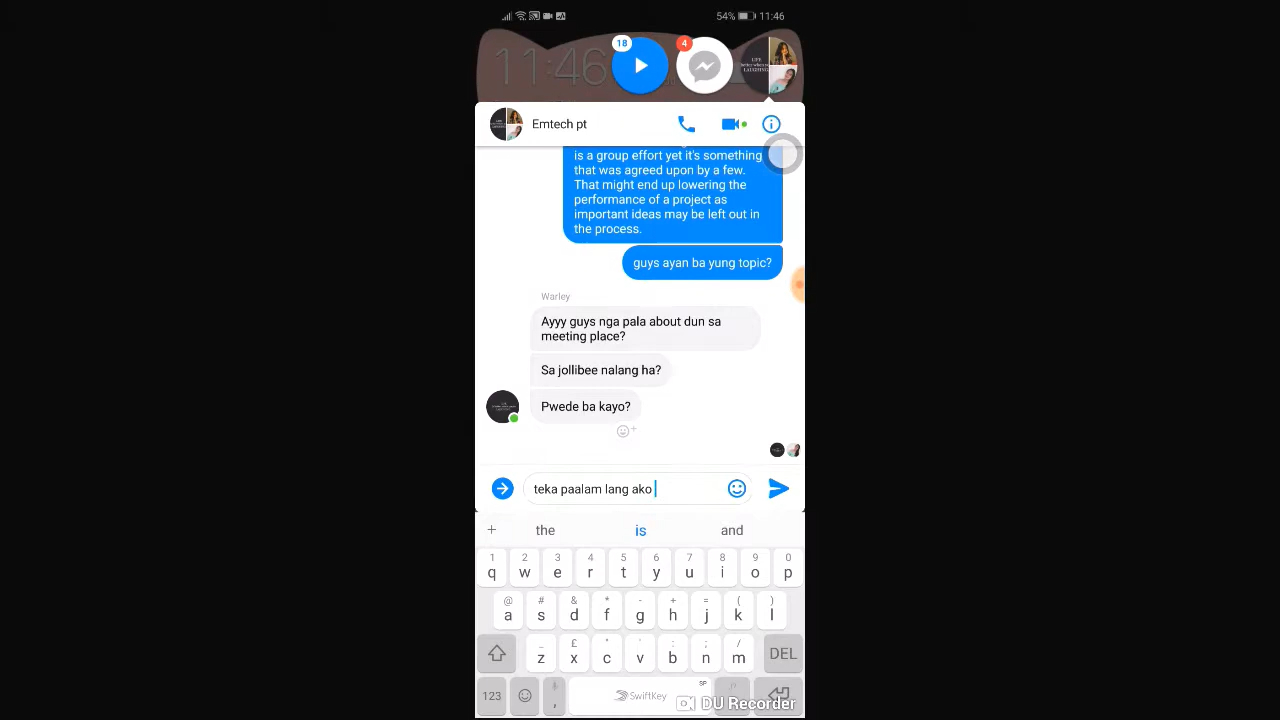 54% 11:46
11:46
18
4
Emtech pt
is a group effort yet it's something
that was agreed upon by a few.
That might end up lowering the
performance of a project as
important ideas may be left out in
the process.
guys ayan ba yung topic?
Warley
Ayyy guys nga pala about dun sa
meeting place?
Sa jollibee nalang ha?
Pwede ba kayo?
teka paalam lang ako
the is and
1 2 3 4 5 6 7 8 9 0
q w e r t y u i o p
@ # & * - + = ( )
a s d f g h j k l
_ £ " ' : ; /
z x c v b n m DEL
SP
123 , SwiftKey
DU Recorder